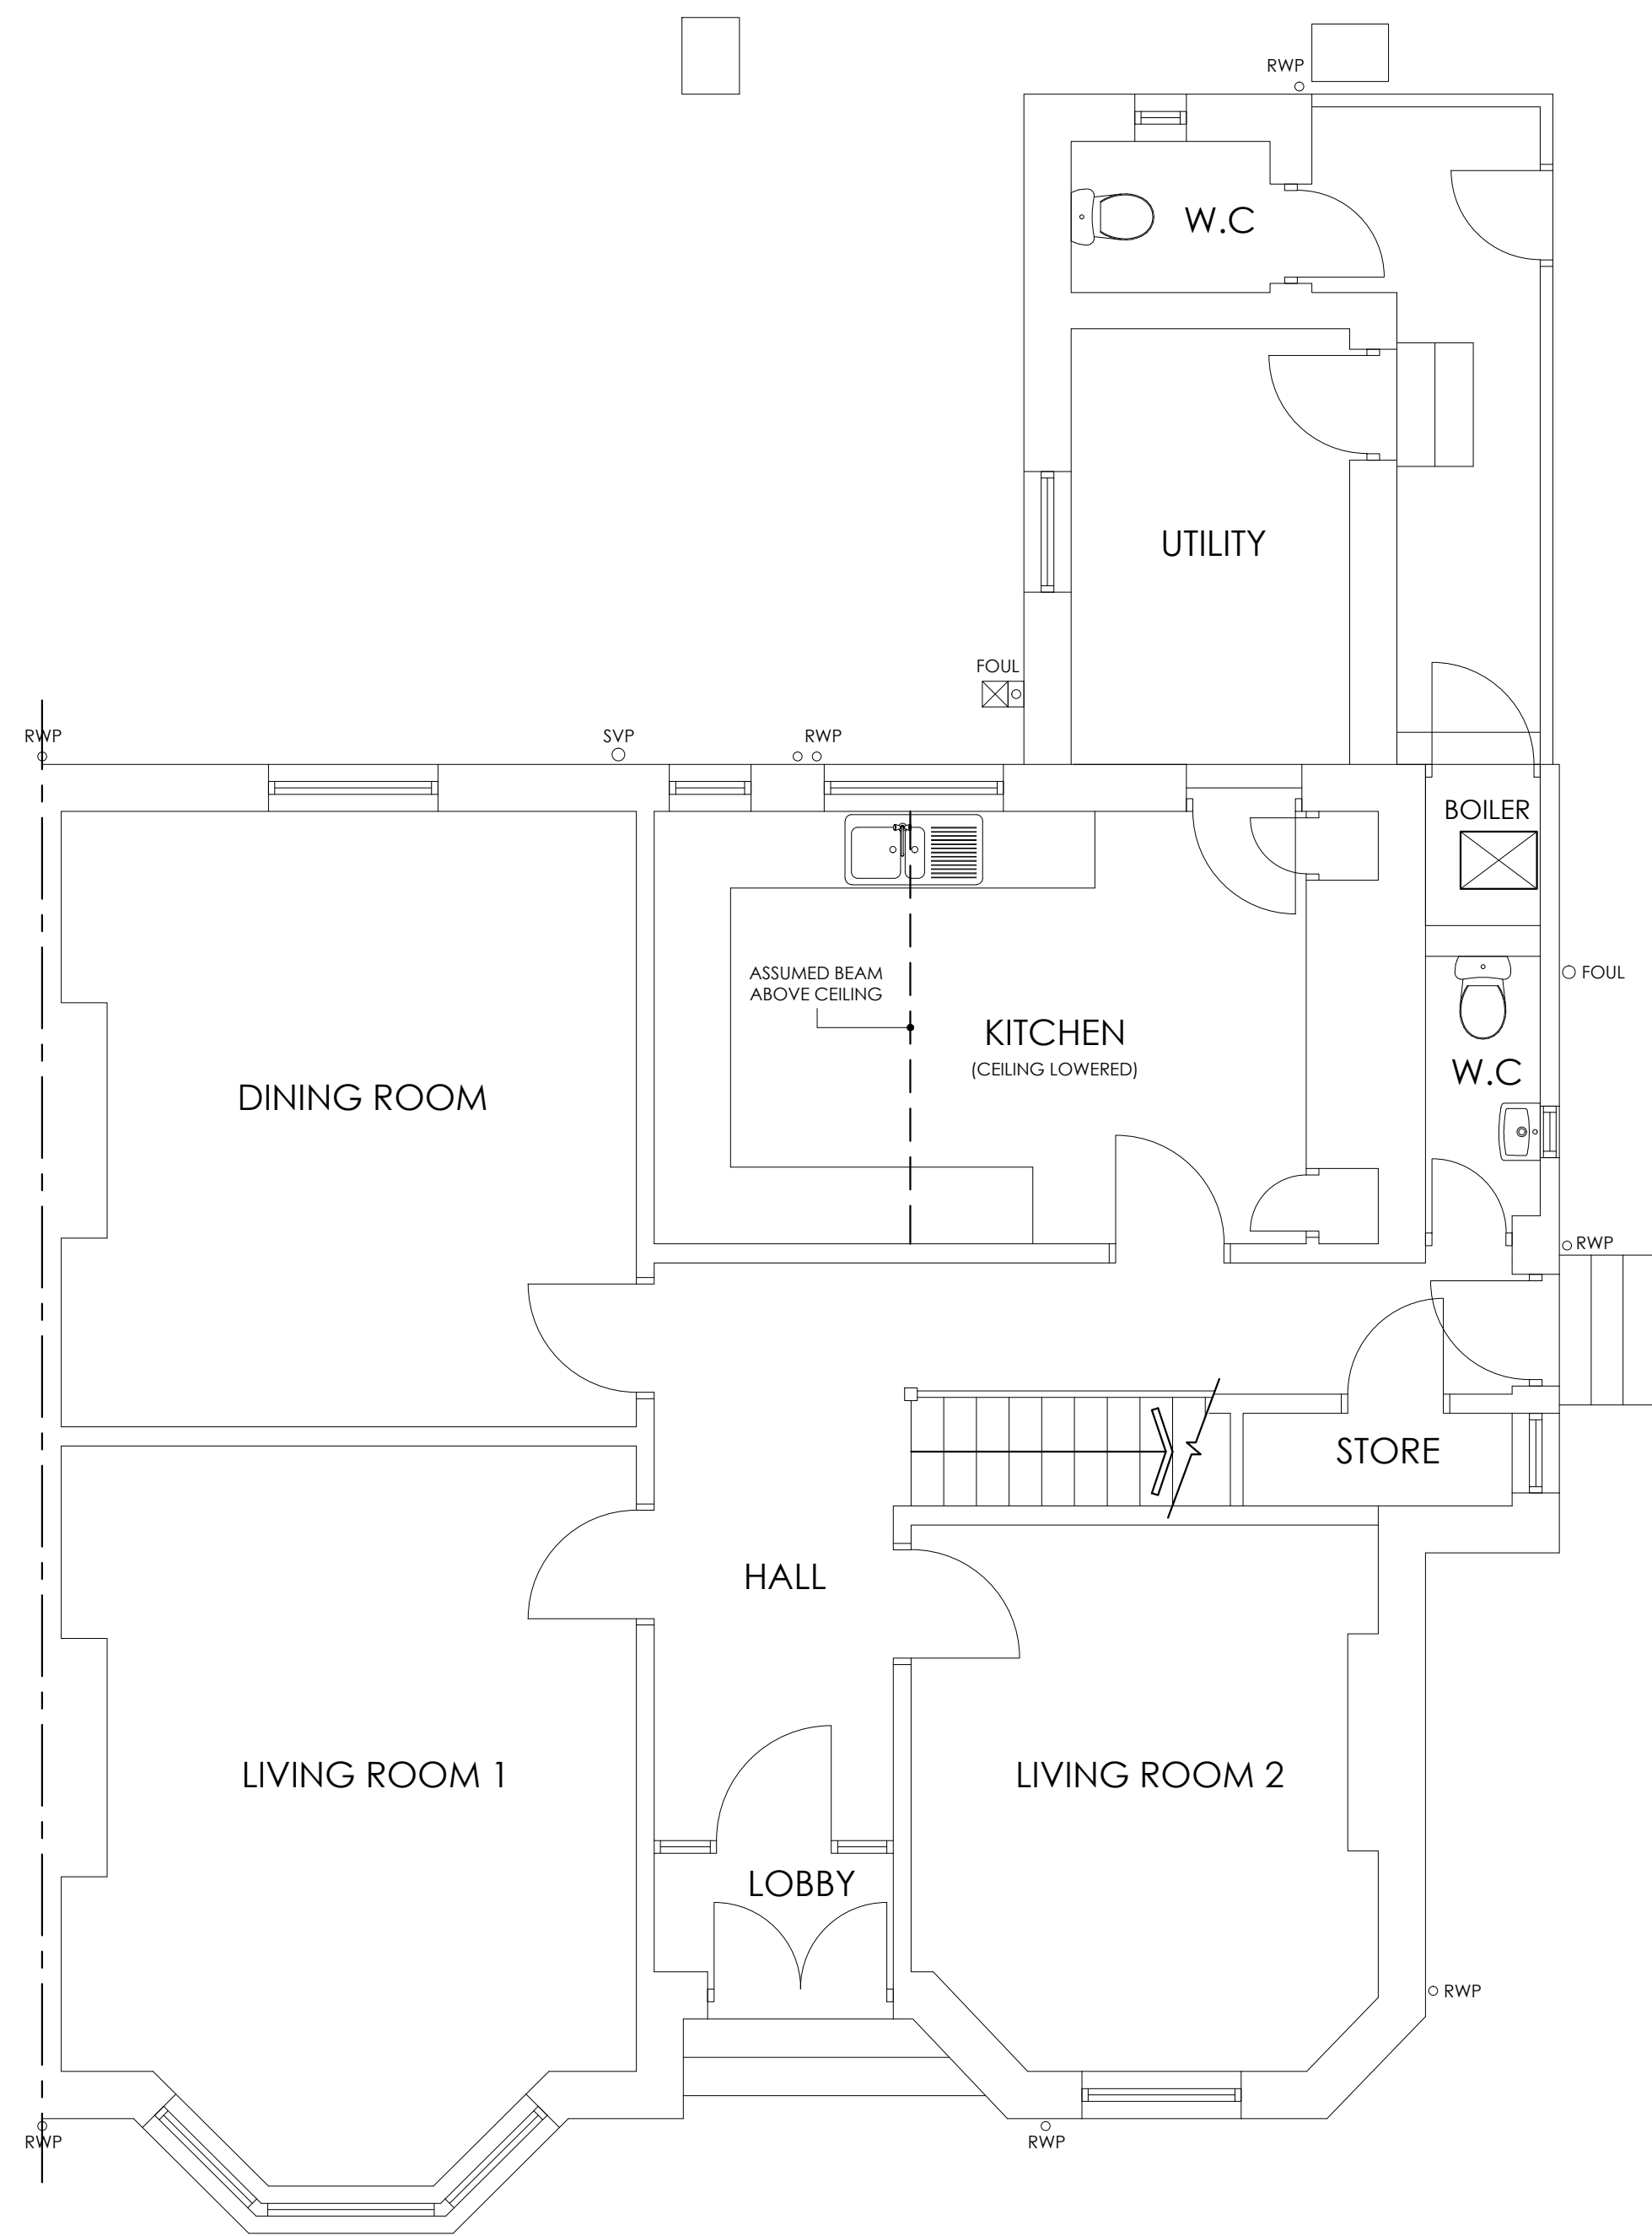 RWP
W.C
UTILITY
FOUL
RWP
SVP
RWP
BOILER
ASSUMED BEAM
ABOVE CEILING
FOUL
KITCHEN
(CEILING LOWERED)
W.C
DINING ROOM
RWP
STORE
HALL
LIVING ROOM 1
LIVING ROOM 2
LOBBY
RWP
RWP
RWP